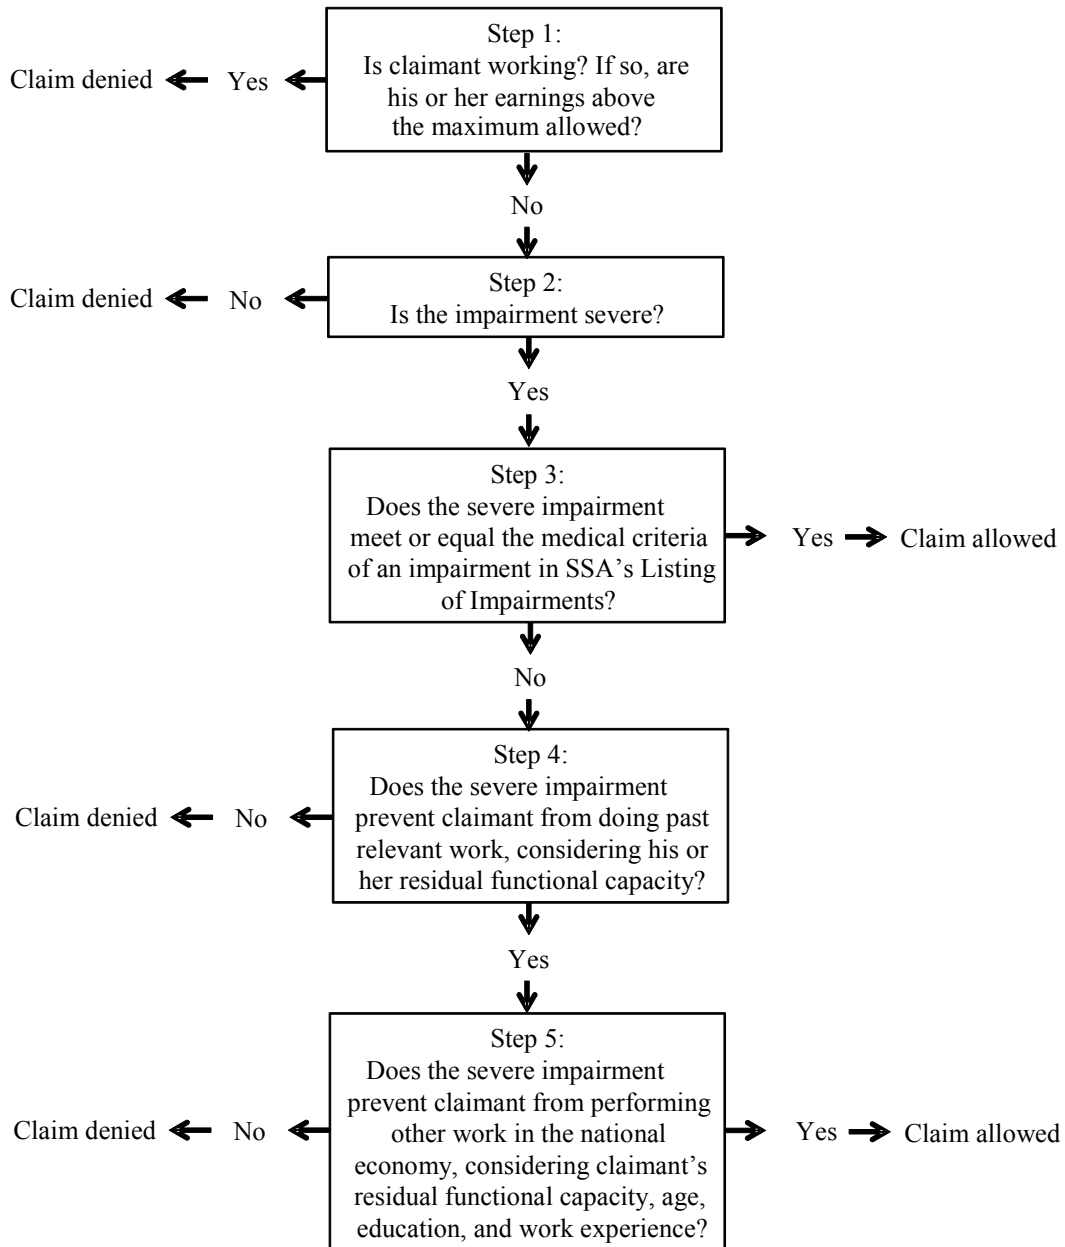 Step 1:
Is claimant working? If so, are
his or her earnings above
the maximum allowed?
Claim denied
Yes
No
Step 2:
Is the impairment severe?
Claim denied
No
Yes
Step 3:
Does the severe impairment
meet or equal the medical criteria
of an impairment in SSA’s Listing
of Impairments?
Yes
Claim allowed
No
Step 4:
Does the severe impairment
prevent claimant from doing past
relevant work, considering his or
her residual functional capacity?
Claim denied
No
Yes
Step 5:
Does the severe impairment
prevent claimant from performing
other work in the national
economy, considering claimant’s
residual functional capacity, age,
education, and work experience?
Claim denied
No
Yes
Claim allowed